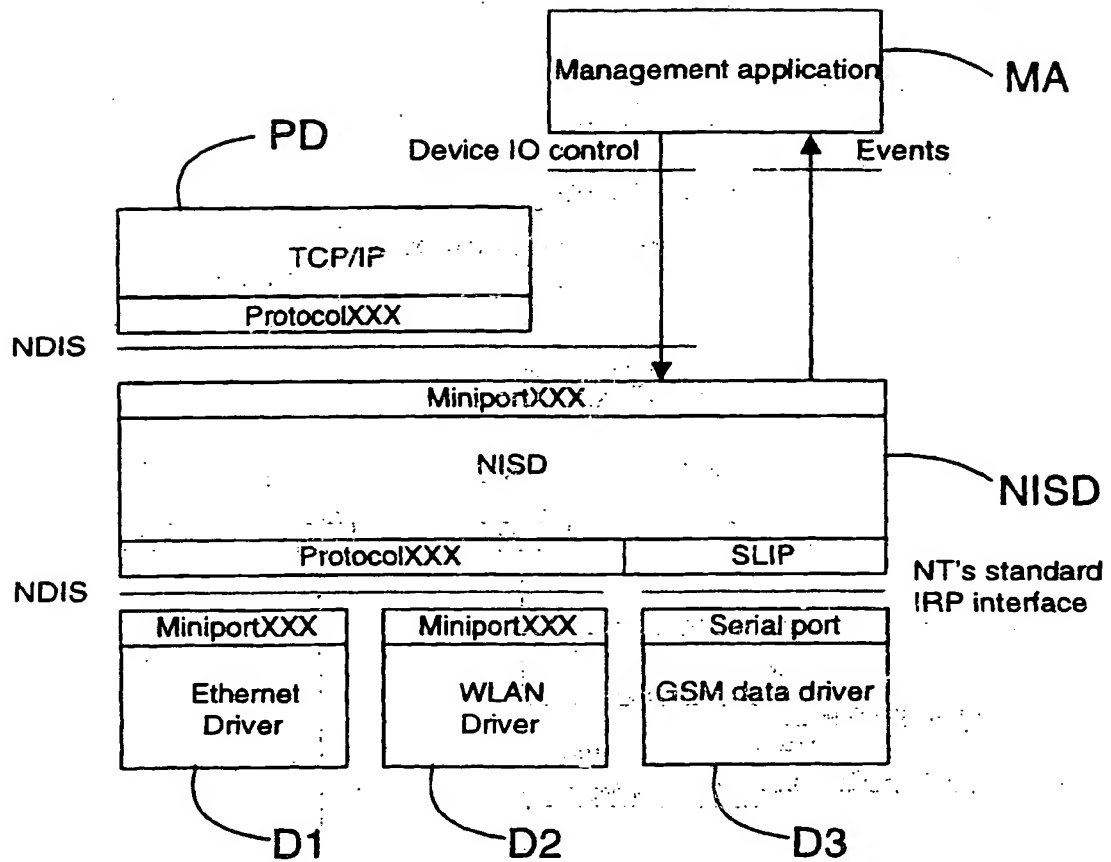 Management application
MA
PD
Device IO control
Events
TCP/IP
ProtocolXXX
NDIS
MiniportXXX
NISD
NISD
ProtocolXXX
SLIP
NDIS
NT's standard
IRP interface
MiniportXXX
MiniportXXX
Serial port
Ethernet
Driver
WLAN
Driver
GSM data driver
D1
D2
D3